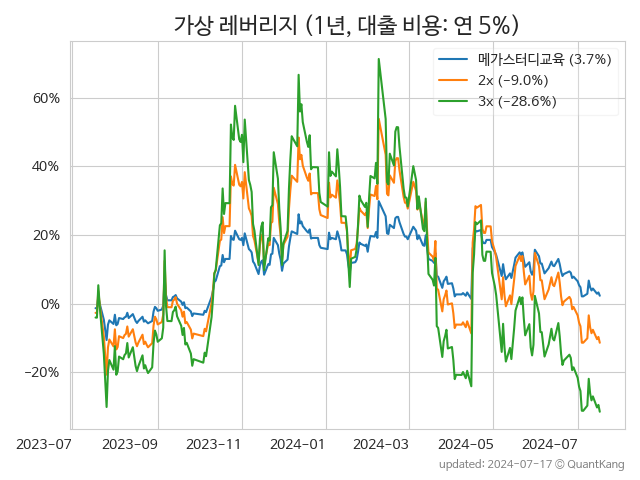 가상 레버리지 (1년, 대출 비용: 연 5%)
메가스터디교육 (3.7%)
2x (−9.0%)
3x (−28.6%)
60%
40%
20%
0%
−20%
2023-07 2023-09 2023-11 2024-01 2024-03 2024-05 2024-07
updated: 2024-07-17 © QuantKang